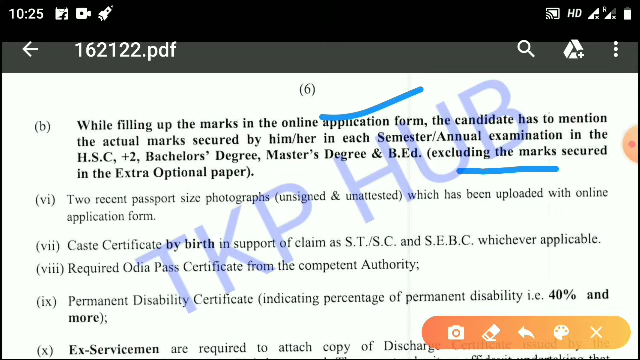 10:25 HD
162122.pdf
(6)
(b) While filling up the marks in the online application form, the candidate has to mention
the actual marks secured by him/her in each Semester/Annual examination in the
H.S.C, +2, Bachelors' Degree, Master's Degree & B.Ed. (excluding the marks secured
in the Extra Optional paper).
(vi) Two recent passport size photographs (unsigned & unattested) which has been uploaded with online
application form.
(vii) Caste Certificate by birth in support of claim as S.T./S.C. and S.E.B.C. whichever applicable.
(viii) Required Odia Pass Certificate from the competent Authority;
(ix) Permanent Disability Certificate (indicating percentage of permanent disability i.e. 40% and
more);
(x) Ex-Servicemen are required to attach copy of Discharge Certificate issued by the
TKP HUB